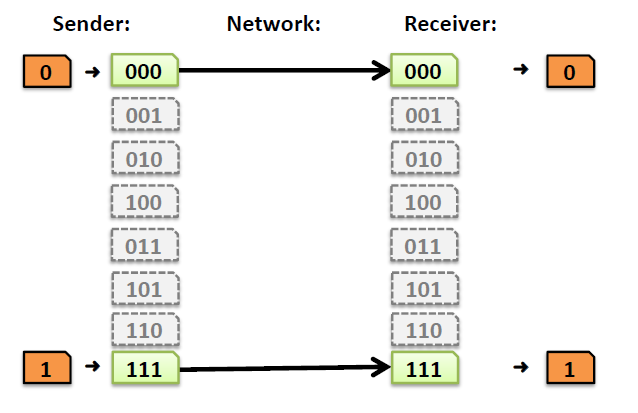 Sender: Network: Receiver:
0 → 000 000 → 0
001 001
010 010
100 100
011 011
101 101
110 110
1 → 111 111 → 1